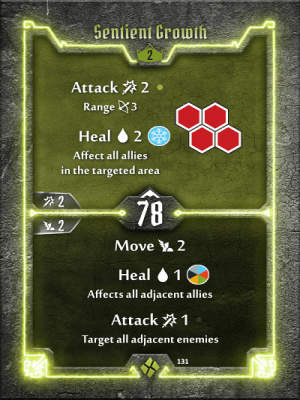 Sentient Growth
2
Attack 2
Range 3
Heal 2
Affect all allies
in the targeted area
2
78
2
Move 2
Heal 1
Affects all adjacent allies
Attack 1
Target all adjacent enemies
131